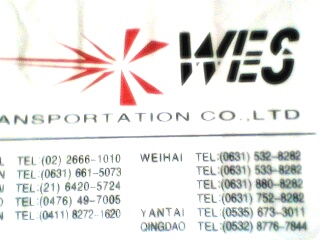 WES
ANSPORTATION CO.,LTD
L TEL:(02) 2666-1010 WEIHAI TEL:(0631) 532-8282
N TEL:(0631) 661-5073 TEL:(0631) 533-8282
N TEL:(21) 6420-5724 TEL:(0631) 880-8282
O TEL:(0476) 49-7005 TEL:(0631) 752-8282
N TEL:(0411) 8272-1620 YANTAI TEL:(0535) 673-3011
QINGDAO TEL:(0532) 8776-7844